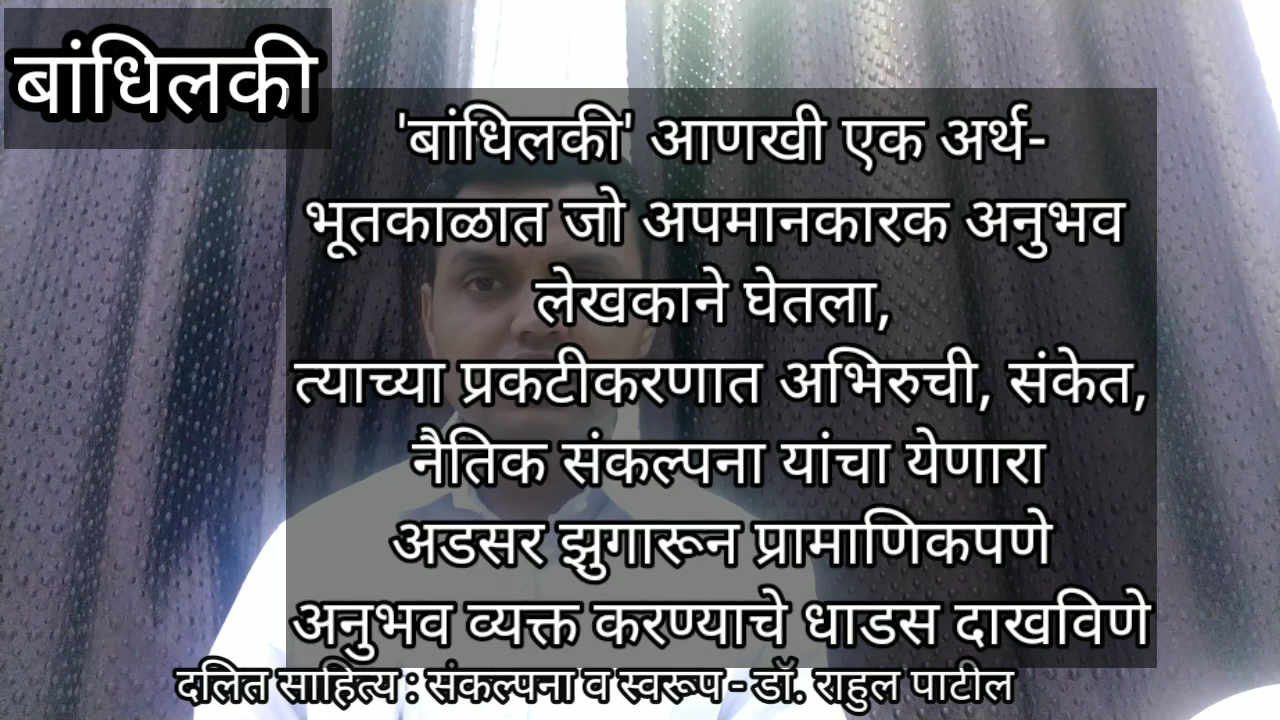 बांधिलकी
'बांधिलकी' आणखी एक अर्थ-
भूतकाळात जो अपमानकारक अनुभव
लेखकाने घेतला,
त्याच्या प्रकटीकरणात अभिरुची, संकेत,
नैतिक संकल्पना यांचा येणारा
अडसर झुगारून प्रामाणिकपणे
अनुभव व्यक्त करण्याचे धाडस दाखविणे
दलित साहित्य : संकल्पना व स्वरूप - डॉ. राहुल पाटील